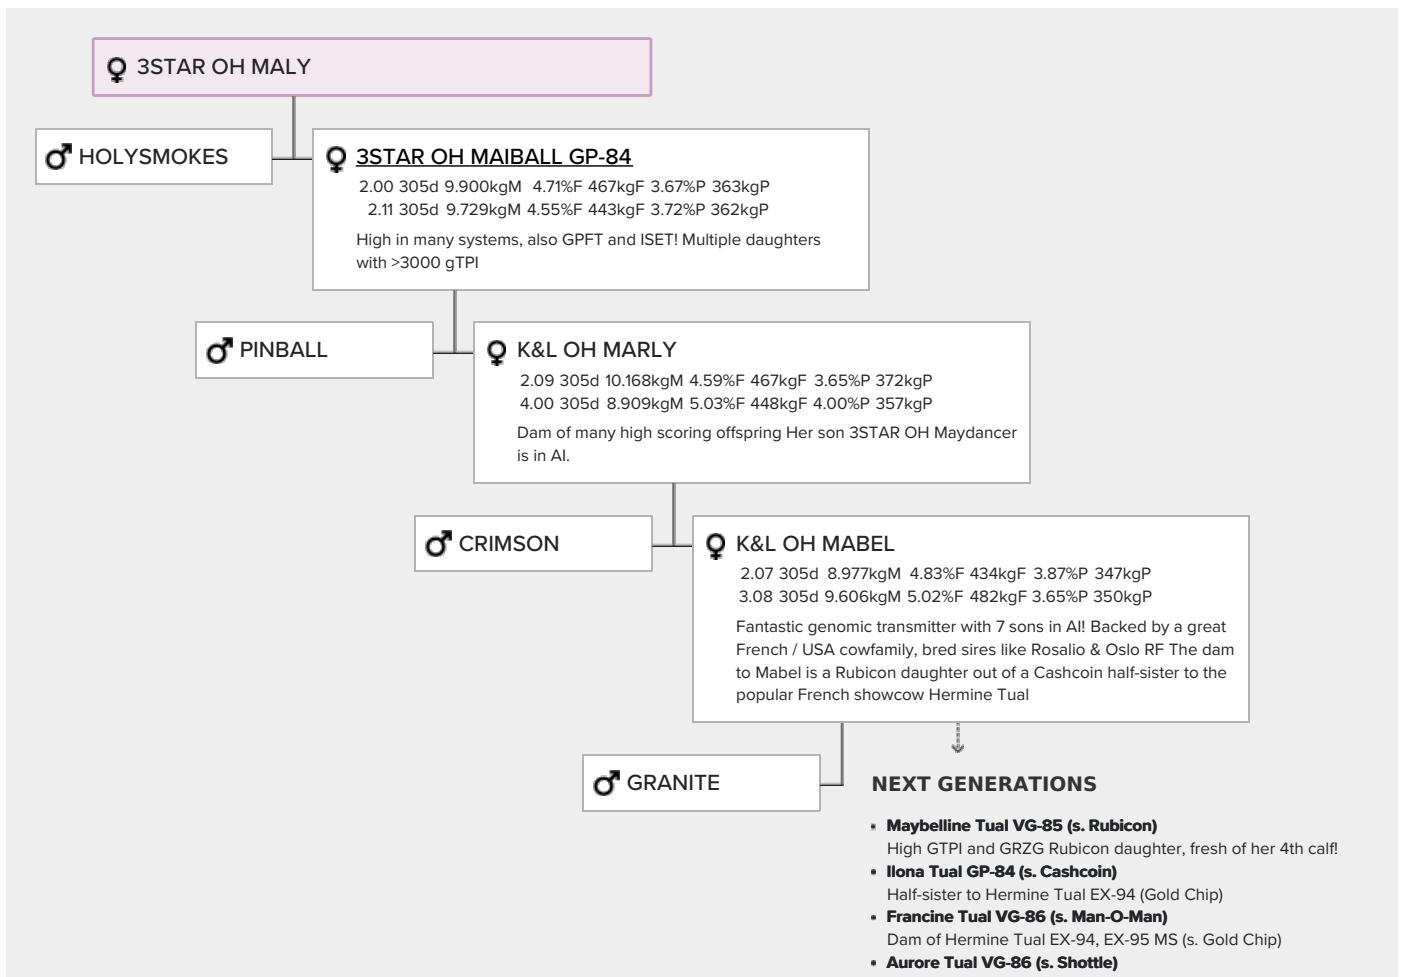 3STAR OH MALY
HOLYSMOKES
3STAR OH MAIBALL GP-84
2.00 305d 9.900kgM 4.71%F 467kgF 3.67%P 363kgP
2.11 305d 9.729kgM 4.55%F 443kgF 3.72%P 362kgP
High in many systems, also GPFT and ISET! Multiple daughters
with >3000 gTPI
PINBALL
K&L OH MARLY
2.09 305d 10.168kgM 4.59%F 467kgF 3.65%P 372kgP
4.00 305d 8.909kgM 5.03%F 448kgF 4.00%P 357kgP
Dam of many high scoring offspring Her son 3STAR OH Maydancer
is in AI.
CRIMSON
K&L OH MABEL
2.07 305d 8.977kgM 4.83%F 434kgF 3.87%P 347kgP
3.08 305d 9.606kgM 5.02%F 482kgF 3.65%P 350kgP
Fantastic genomic transmitter with 7 sons in AI! Backed by a great
French / USA cowfamily, bred sires like Rosalio & Oslo RF The dam
to Mabel is a Rubicon daughter out of a Cashcoin half-sister to the
popular French showcow Hermine Tual
GRANITE
NEXT GENERATIONS
• Maybelline Tual VG-85 (s. Rubicon)
High GTPI and GRZG Rubicon daughter, fresh of her 4th calf!
• Ilona Tual GP-84 (s. Cashcoin)
Half-sister to Hermine Tual EX-94 (Gold Chip)
• Francine Tual VG-86 (s. Man-O-Man)
Dam of Hermine Tual EX-94, EX-95 MS (s. Gold Chip)
• Aurore Tual VG-86 (s. Shottle)